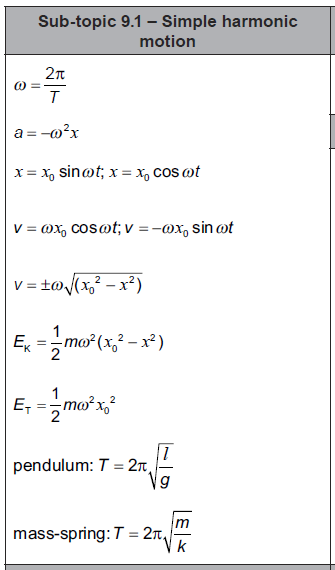 Sub-topic 9.1 – Simple harmonic
motion
ω = 2π/T
a = –ω²x
x = x₀ sin ωt; x = x₀ cos ωt
v = ωx₀ cos ωt; v = –ωx₀ sin ωt
v = ±ω√(x₀² – x²)
E_K = 1/2 mω²(x₀² – x²)
E_T = 1/2 mω²x₀²
pendulum: T = 2π√(l/g)
mass-spring: T = 2π√(m/k)